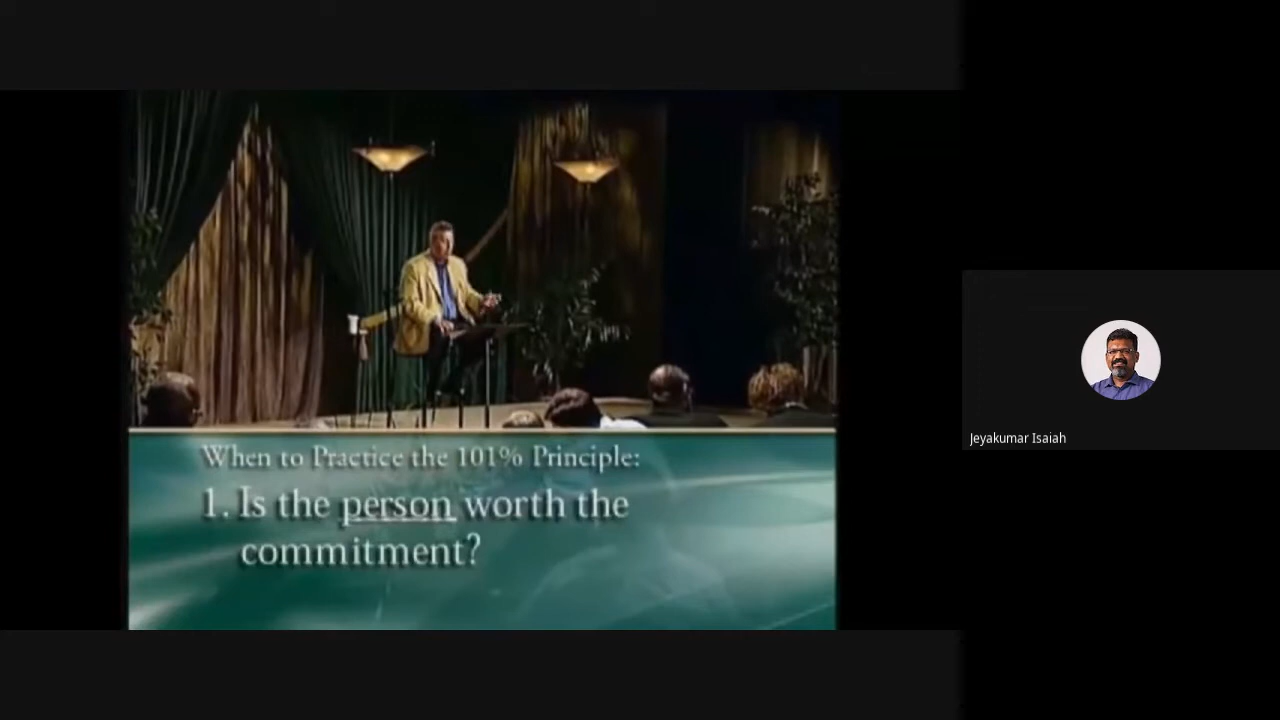 When to Practice the 101% Principle:
1. Is the person worth the
commitment?
Jeyakumar Isaiah